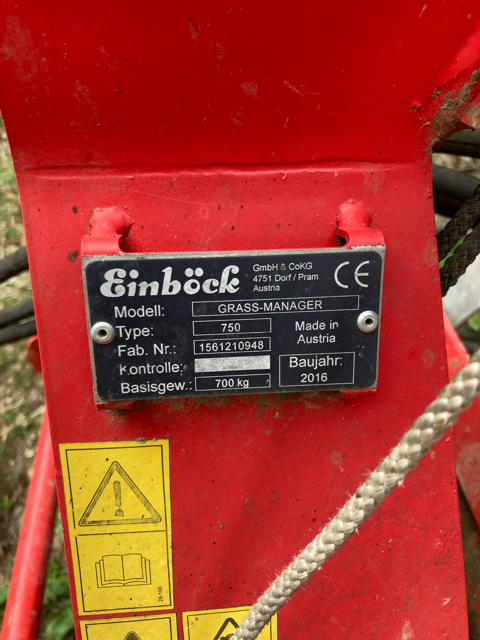 Einböck
GmbH & CoKG
4751 Dorf / Pram
Austria
CE
Modell: GRASS-MANAGER
Type: 750
Fab. Nr.: 1561210948
Kontrolle:
Basisgew.: 700 kg
Made in
Austria
Baujahr:
2016